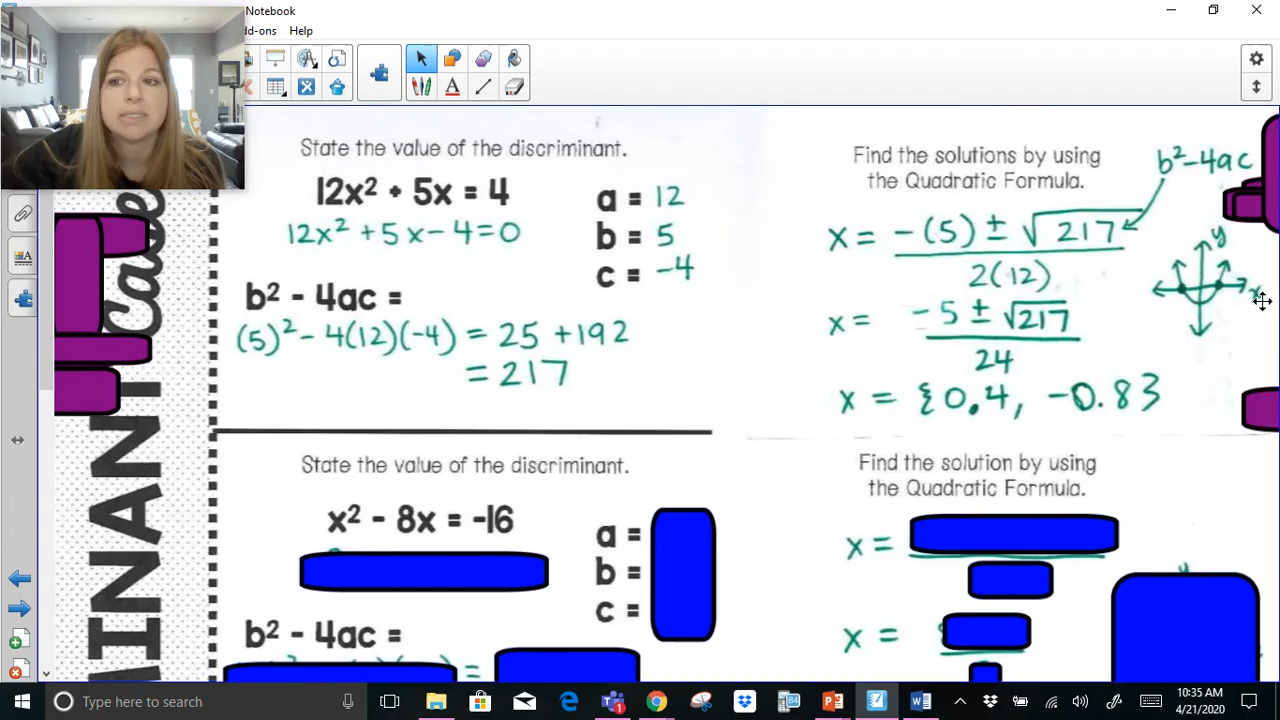 Notebook
dd-ons Help
State the value of the discriminant.
12x² + 5x = 4
12x² + 5x - 4 = 0
a = 12
b = 5
c = -4
b² - 4ac =
(5)² - 4(12)(-4) = 25 + 192
= 217
Find the solutions by using
the Quadratic Formula.
b² - 4ac
x = -(5) ± √217
2(12)
x = -5 ± √217
24
x = {0.4, -0.8}
y
x
State the value of the discriminant.
x² - 8x = -16
a =
b =
c =
b² - 4ac =
=
Find the solution by using
the Quadratic Formula.
x =
x =
y
INANT Case
Type here to search
10:35 AM
4/21/2020